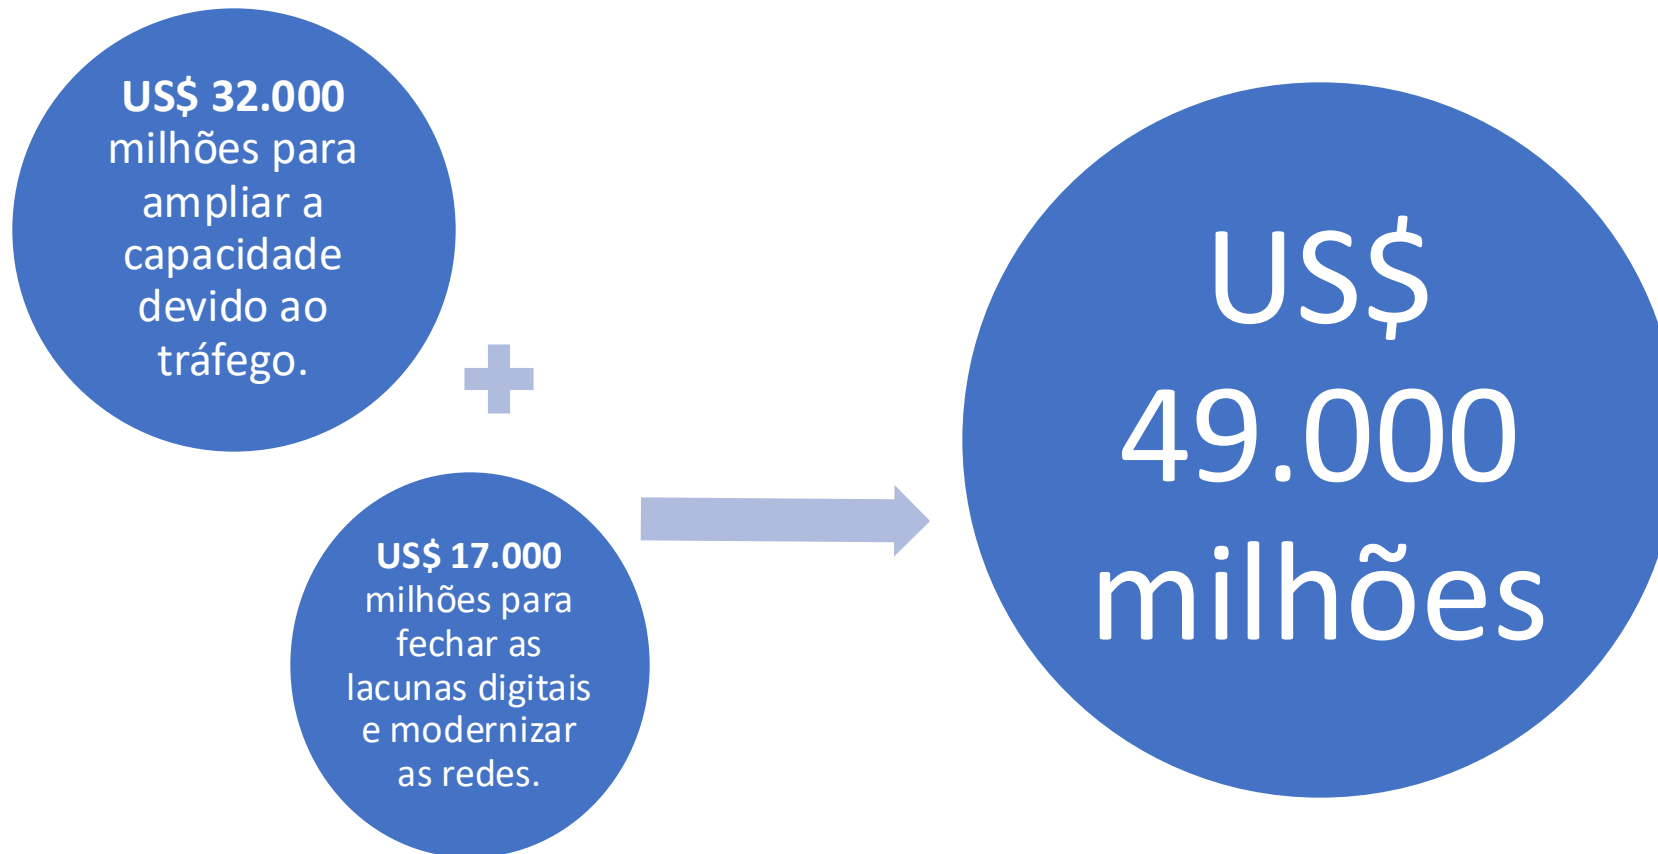 US$ 32.000
milhões para
ampliar a
capacidade
devido ao
tráfego.
US$ 17.000
milhões para
fechar as
lacunas digitais
e modernizar
as redes.
US$
49.000
milhões